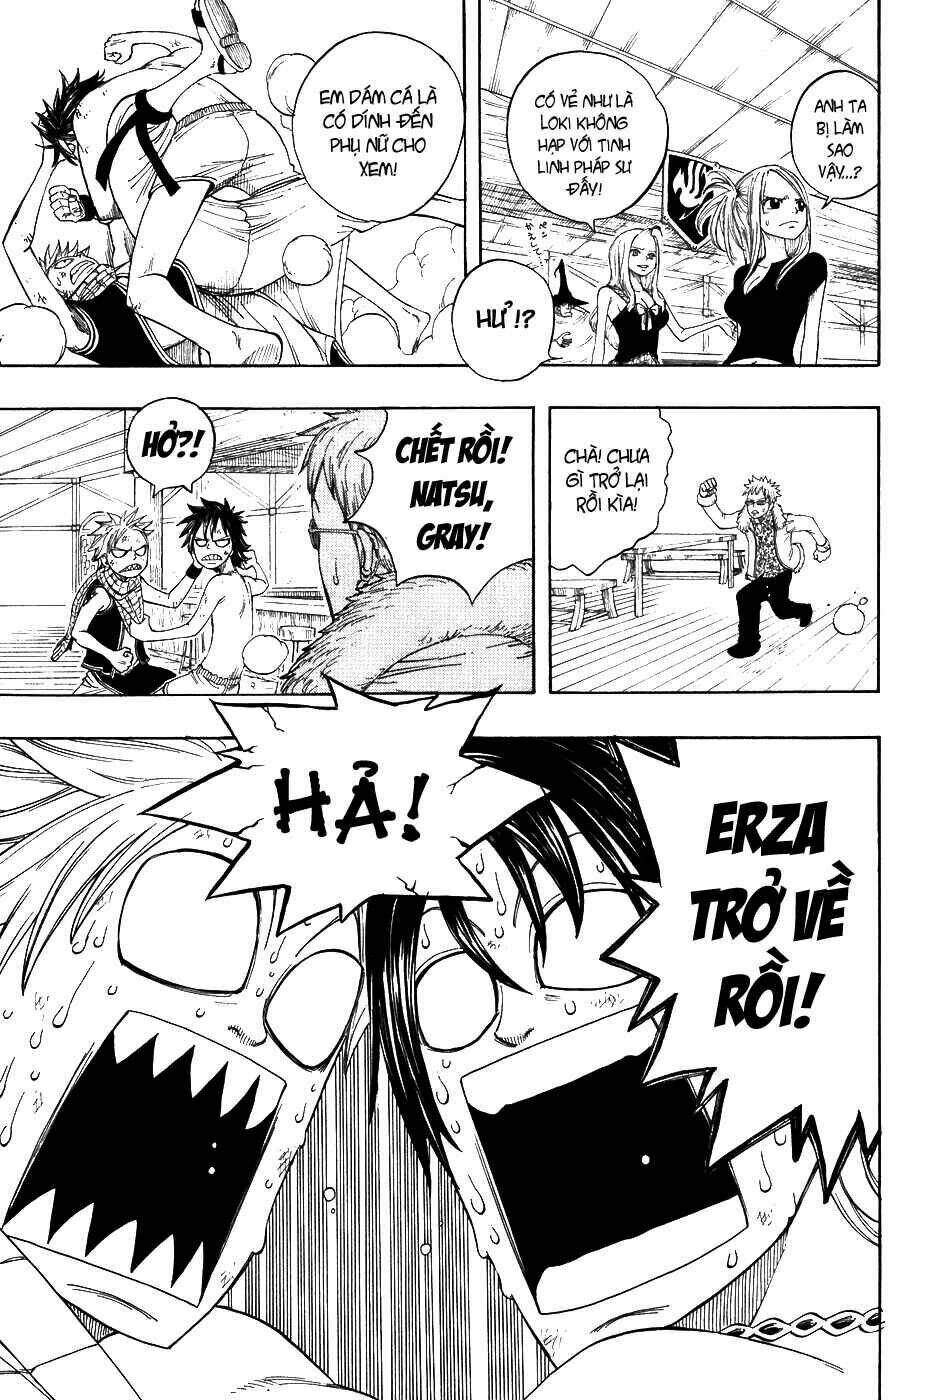 ANH TA
BỊ LÀM
SAO
VẬY...?
CÓ VẺ NHƯ LÀ
LOKI KHÔNG
HẠP VỚI TINH
LINH PHÁP SƯ
ĐẤY!
HƯ!?
EM DÁM CÁ LÀ
CÓ DÍNH ĐẾN
PHỤ NỮ CHO
XEM!
CHÀ! CHƯA
GÌ TRỞ LẠI
RỒI KÌA!
CHẾT RỒI!
NATSU,
GRAY!
HỞ?!
ERZA
TRỞ VỀ
RỒI!
HẢ!